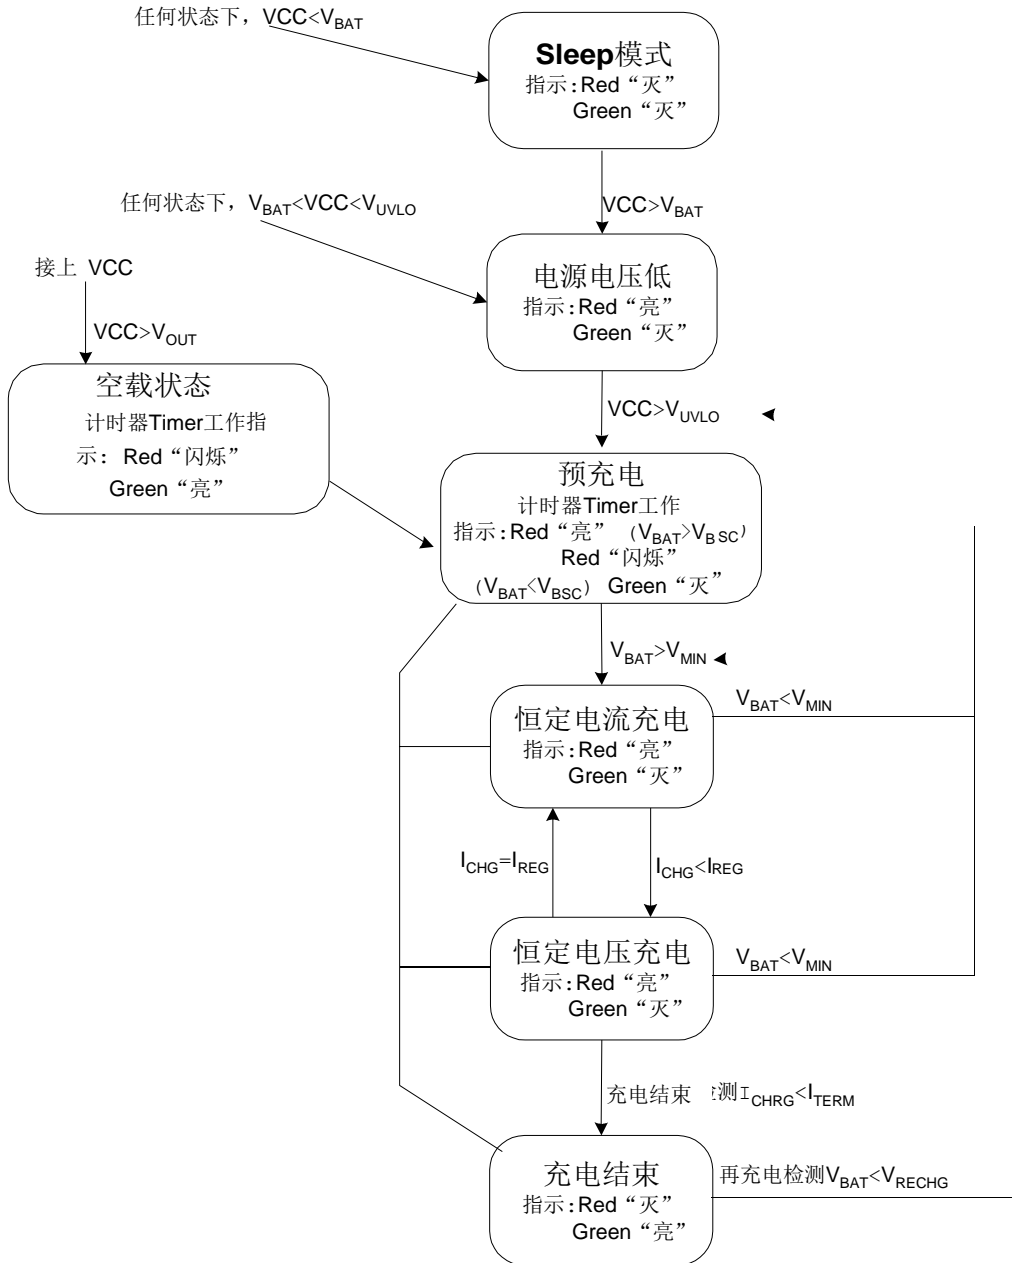 任何状态下，VCC<VBAT
Sleep模式
指示:Red“灭”
Green“灭”
VCC>VBAT
任何状态下，VBAT<VCC<VUVLO
电源电压低
指示:Red“亮”
Green“灭”
接上 VCC
VCC>VOUT
空载状态
计时器Timer工作指
示: Red“闪烁”
Green“亮”
VCC>VUVLO
预充电
计时器Timer工作
指示:Red“亮” (VBAT>VBSC)
Red“闪烁”
(VBAT<VBSC) Green“灭”
VBAT>VMIN
恒定电流充电
指示:Red“亮”
Green“灭”
VBAT<VMIN
ICHG=IREG
ICHG<IREG
恒定电压充电
指示:Red“亮”
Green“灭”
VBAT<VMIN
充电结束 测ICHRG<ITERM
充电结束
指示:Red“灭”
Green“亮”
再充电检测VBAT<VRECHG